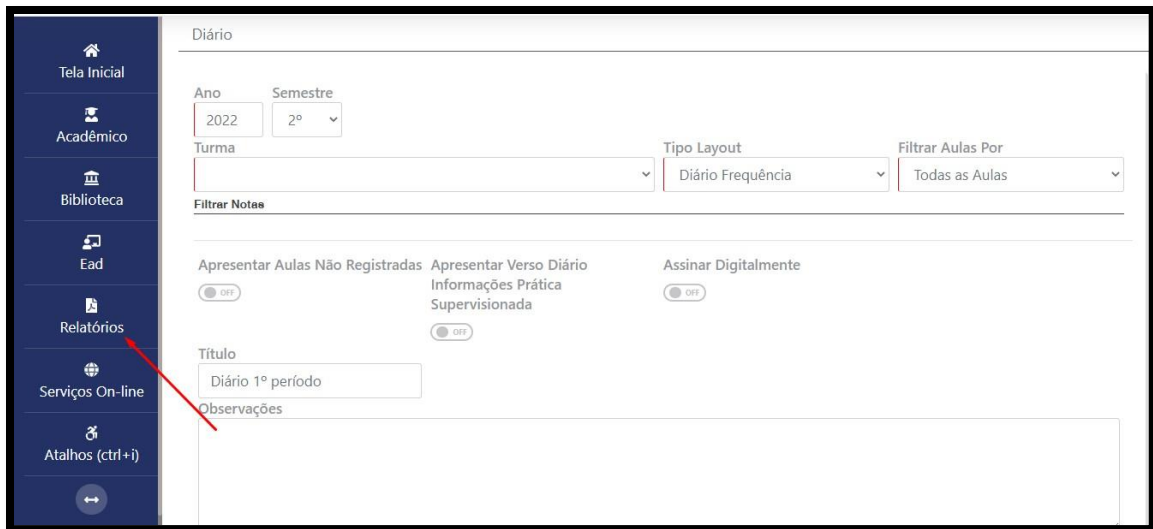 Tela Inicial
Acadêmico
Biblioteca
Ead
Relatórios
Serviços On-line
Atalhos (ctrl+i)
Diário
Ano Semestre
2022 2º
Turma Tipo Layout Filtrar Aulas Por
Diário Frequência Todas as Aulas
Filtrar Notas
Apresentar Aulas Não Registradas Apresentar Verso Diário Assinar Digitalmente
Informações Prática
Supervisionada
OFF OFF
OFF
Título
Diário 1º período
Observações